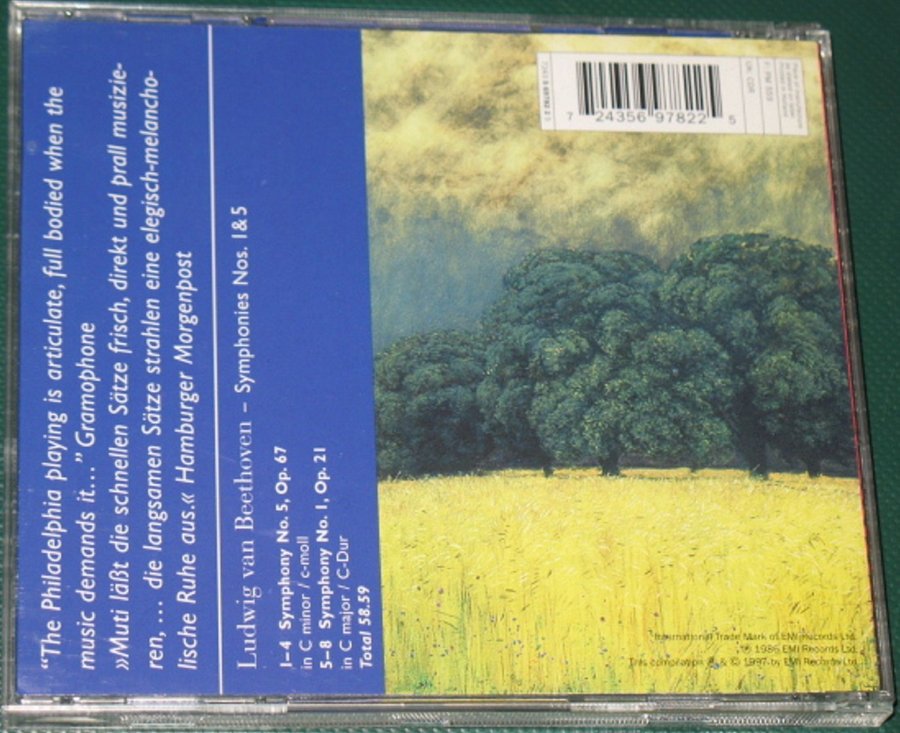 “The Philadelphia playing is articulate, full bodied when the
music demands it...” Gramophone
»Muti läßt die schnellen Sätze frisch, direkt und prall musizie-
ren, ... die langsamen Sätze strahlen eine elegisch-melancho-
lische Ruhe aus.« Hamburger Morgenpost
Ludwig van Beethoven – Symphonies Nos. 1 & 5
1–4 Symphony No. 5, Op. 67
in C minor / c-moll
5–8 Symphony No. 1, Op. 21
in C major / C-Dur
Total 58.59
7 24356 97822 5
UK: CDR
F: PM 503
International Trade Mark of EMI Records Ltd.
℗ 1986 EMI Records Ltd.
This compilation ℗ & © 1997 by EMI Records Ltd.